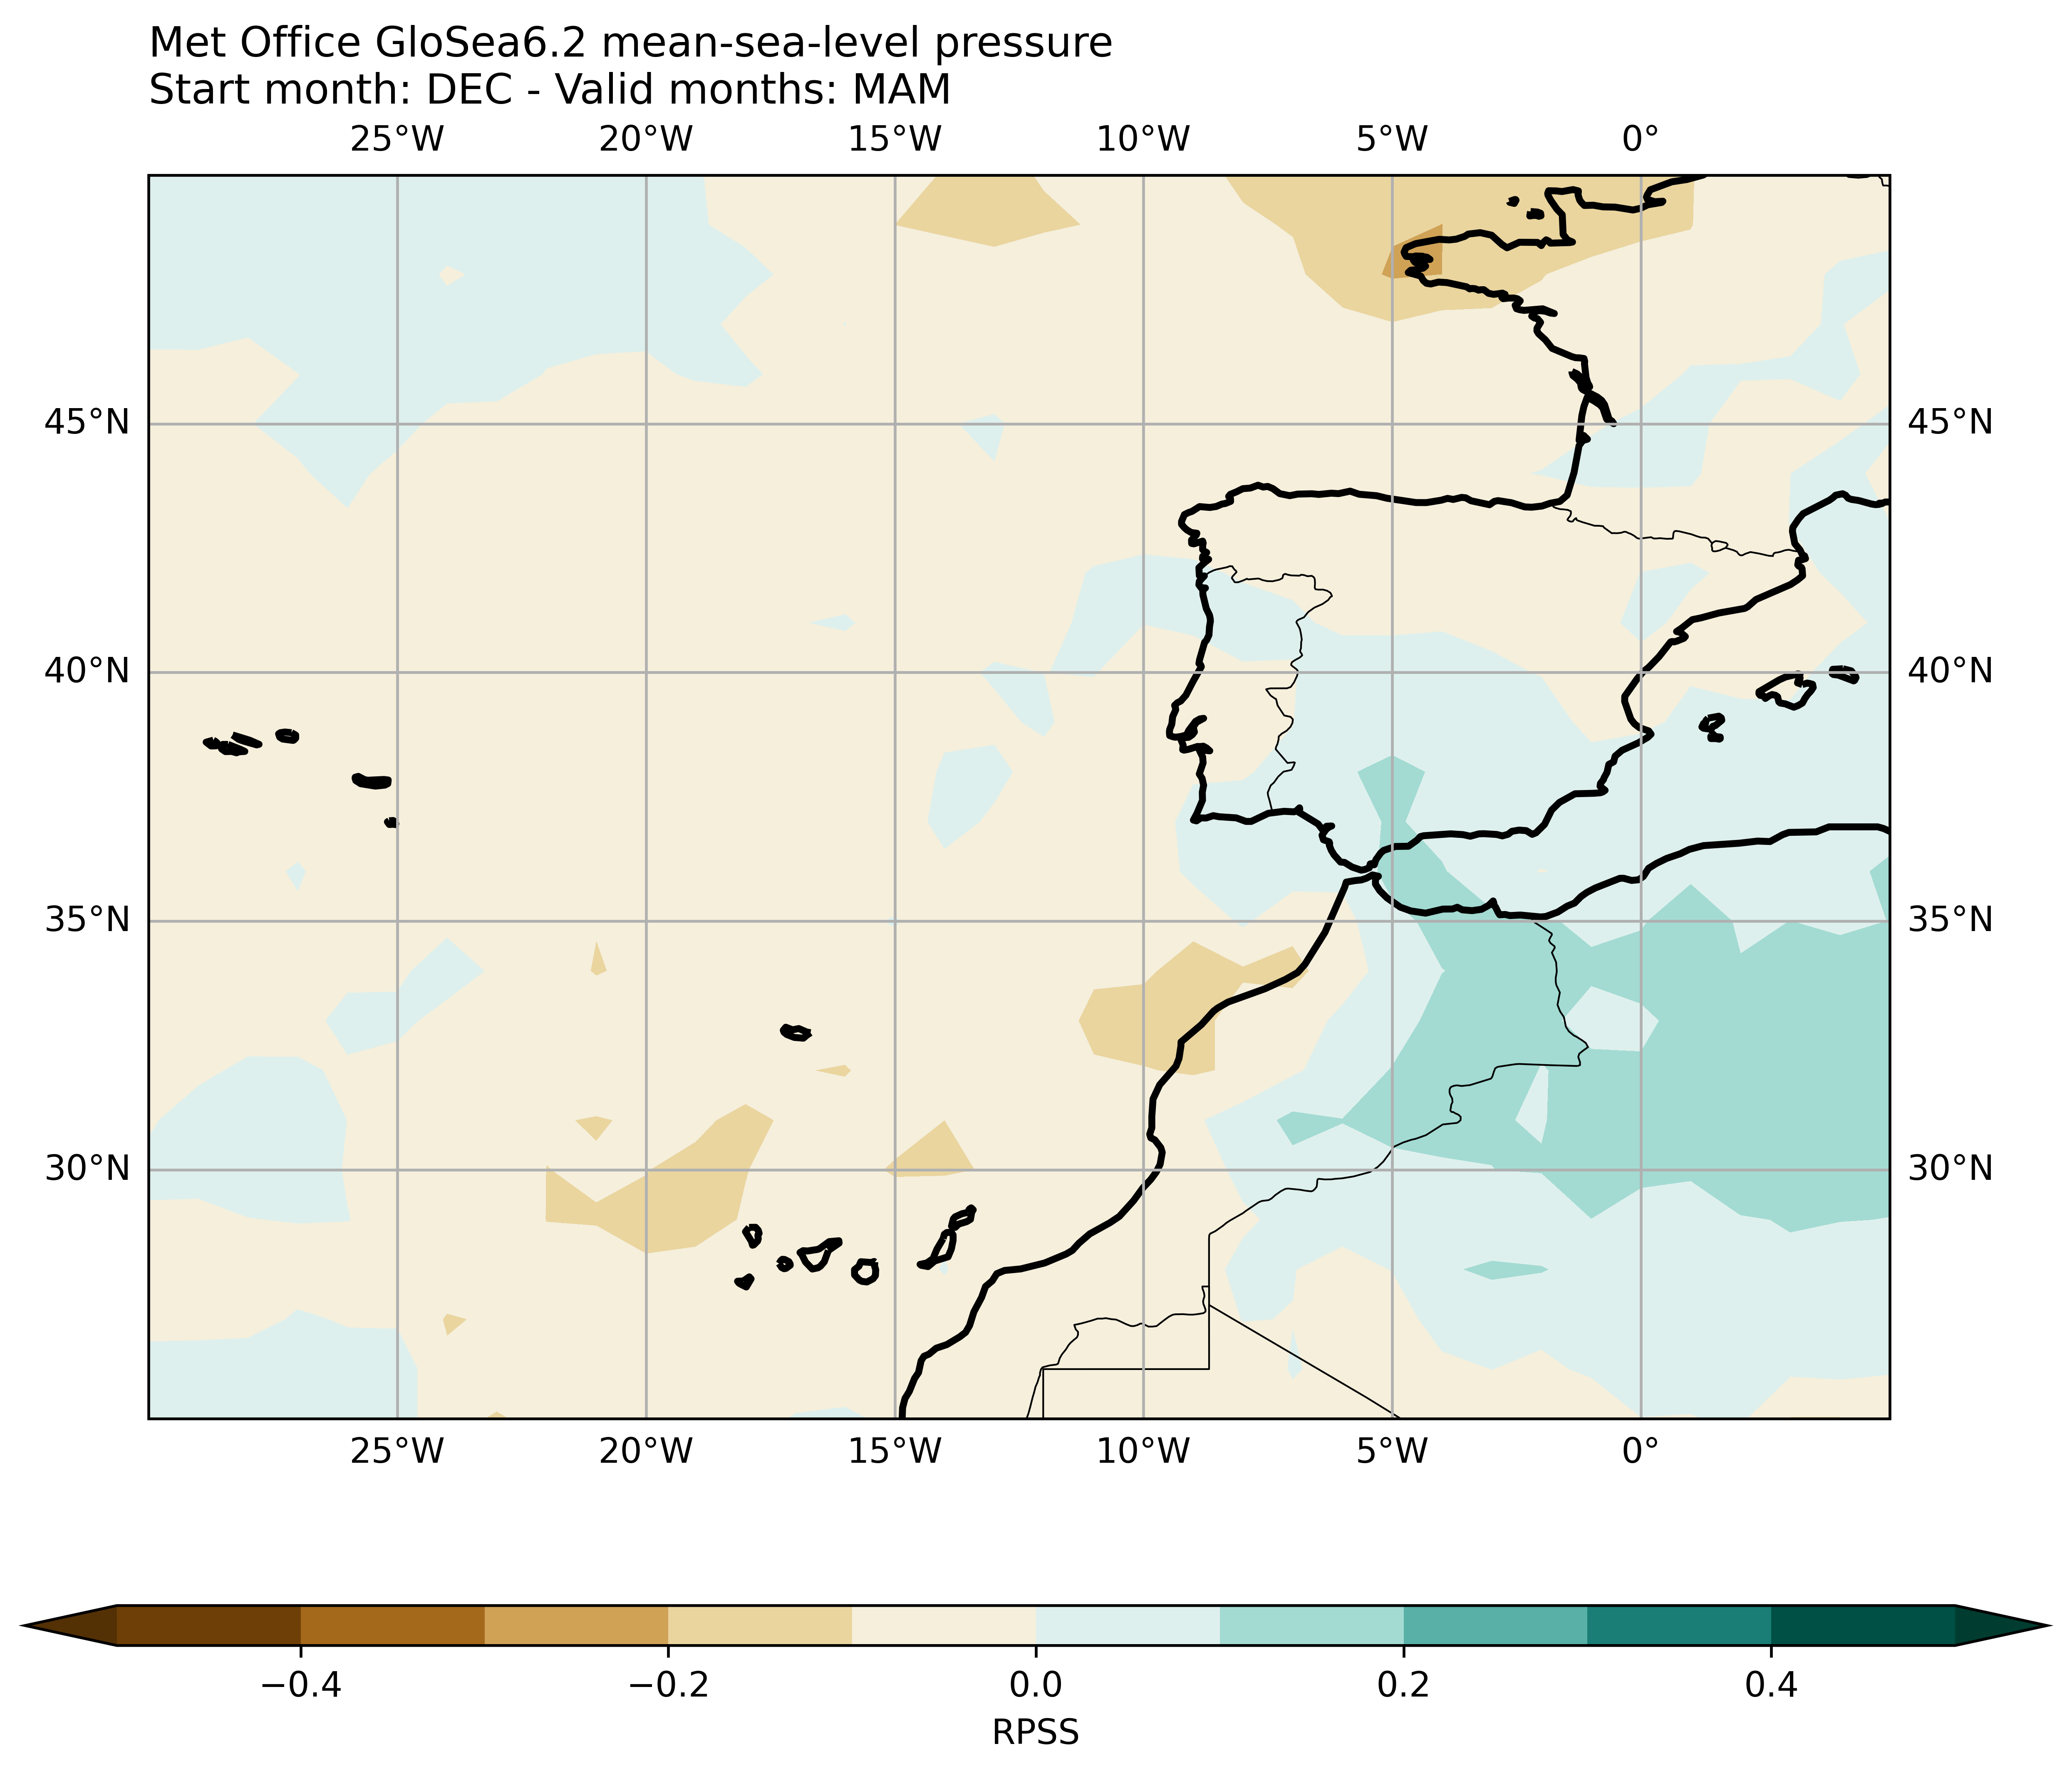 Met Office GloSea6.2 mean-sea-level pressure
Start month: DEC - Valid months: MAM
25°W 20°W 15°W 10°W 5°W 0°
45°N 45°N
40°N 40°N
35°N 35°N
30°N 30°N
25°W 20°W 15°W 10°W 5°W 0°
−0.4 −0.2 0.0 0.2 0.4
RPSS